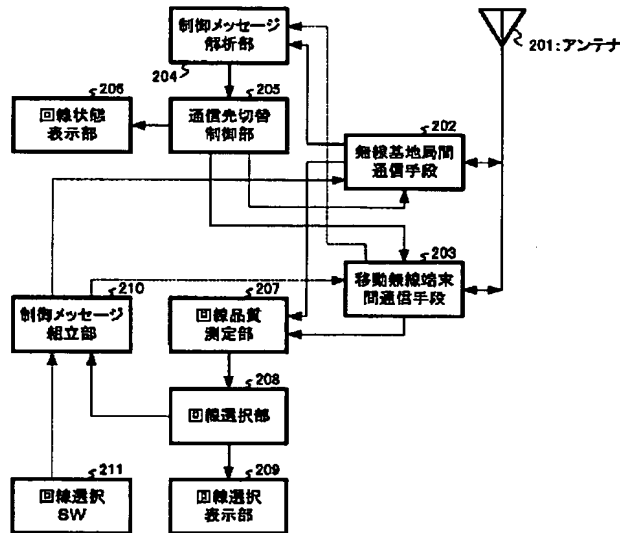 制御メッセージ
解析部
204
201:アンテナ
206
回線状態
表示部
205
通信先切替
制御部
202
無線基地局間
通信手段
203
移動無線端末
間通信手段
210
制御メッセージ
組立部
207
回線品質
測定部
208
回線選択部
211
回線選択
SW
209
回線選択
表示部